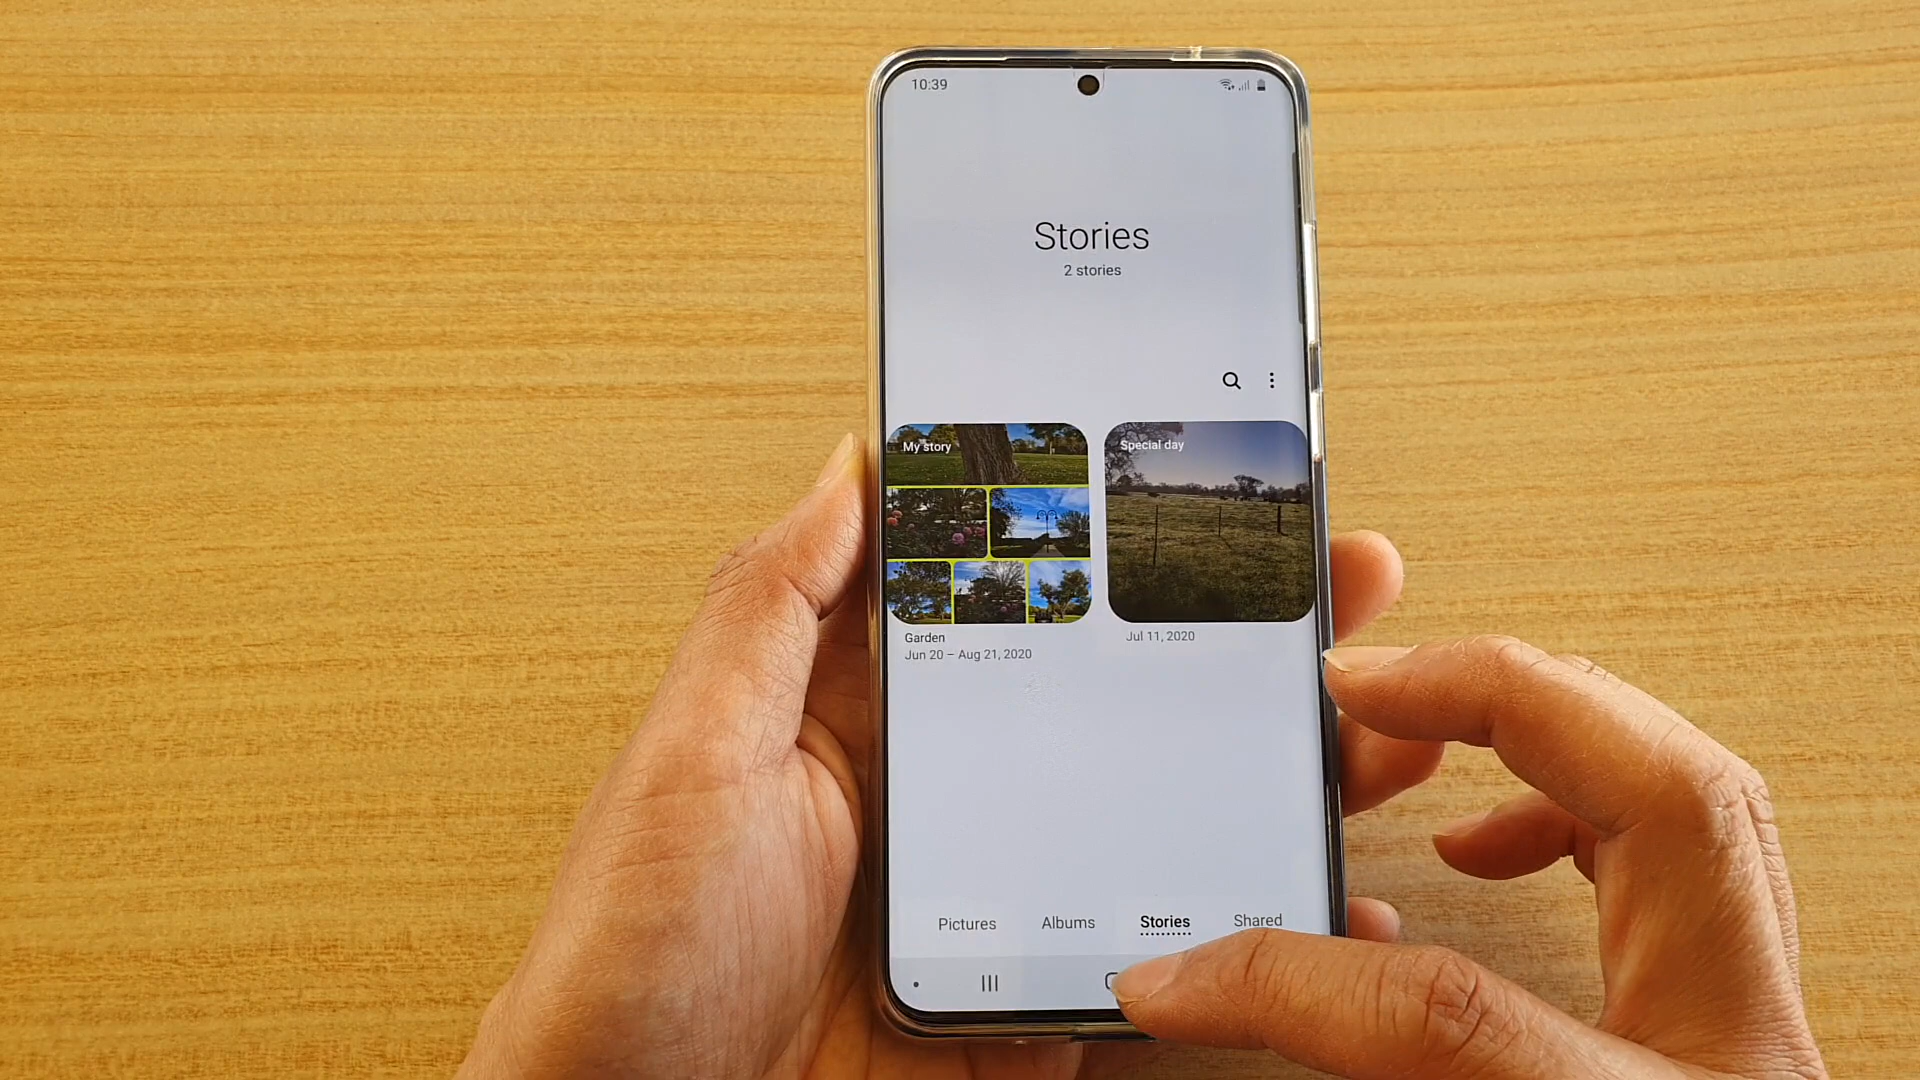 10:39
Stories
2 stories
My story
Special day
Garden
Jun 20 – Aug 21, 2020
Jul 11, 2020
Pictures
Albums
Stories
Shared